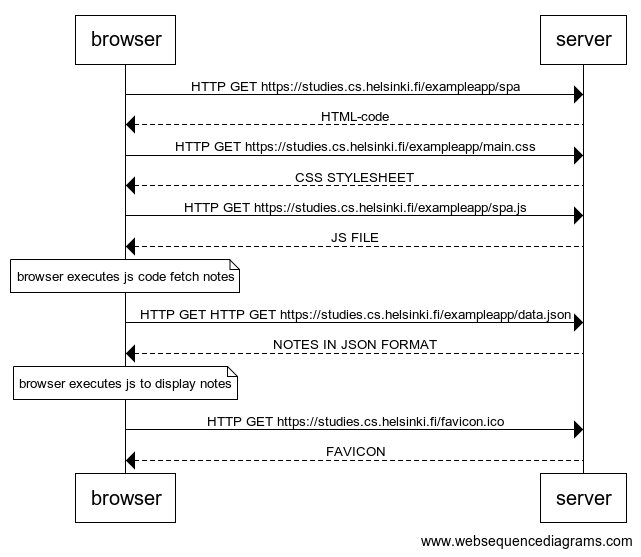 browser
server
HTTP GET https://studies.cs.helsinki.fi/exampleapp/spa
HTML-code
HTTP GET https://studies.cs.helsinki.fi/exampleapp/main.css
CSS STYLESHEET
HTTP GET https://studies.cs.helsinki.fi/exampleapp/spa.js
JS FILE
browser executes js code fetch notes
HTTP GET HTTP GET https://studies.cs.helsinki.fi/exampleapp/data.json
NOTES IN JSON FORMAT
browser executes js to display notes
HTTP GET https://studies.cs.helsinki.fi/favicon.ico
FAVICON
browser
server
www.websequencediagrams.com